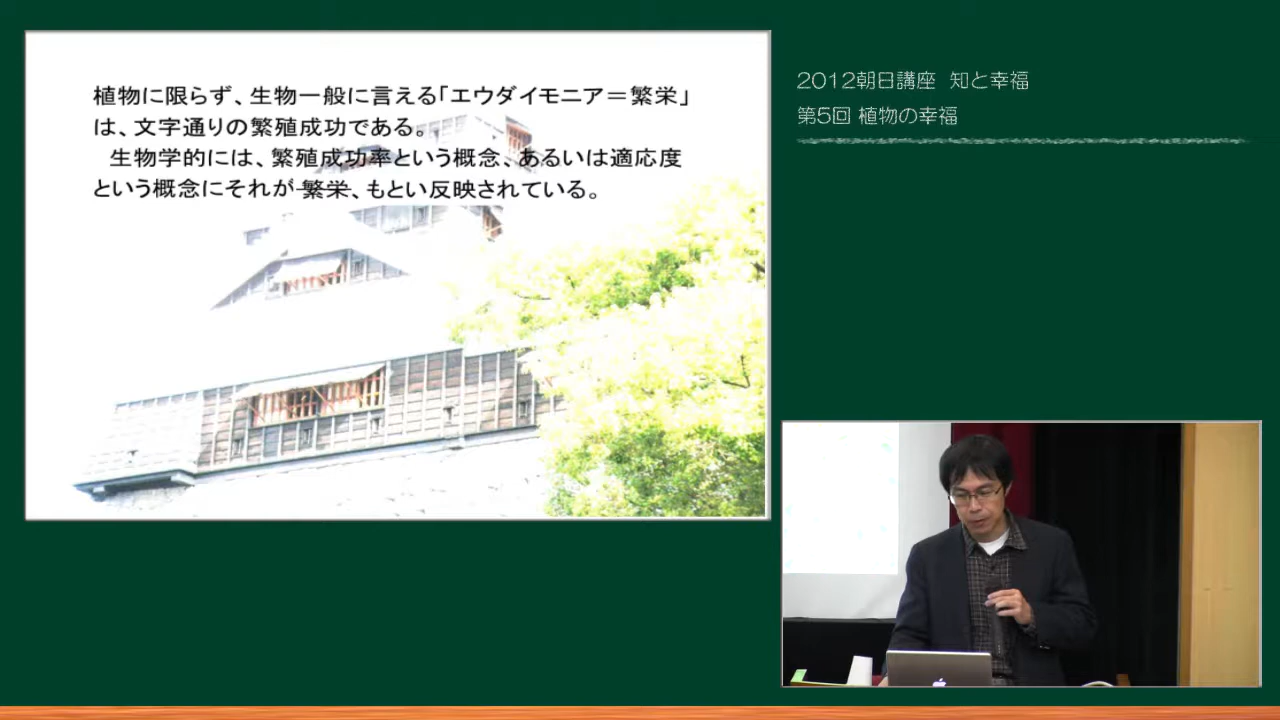 植物に限らず、生物一般に言える「エウダイモニア＝繁栄」
は、文字通りの繁殖成功である。
生物学的には、繁殖成功率という概念、あるいは適応度
という概念にそれが 繁栄、もとい反映されている。
2012朝日講座 知と幸福
第5回 植物の幸福